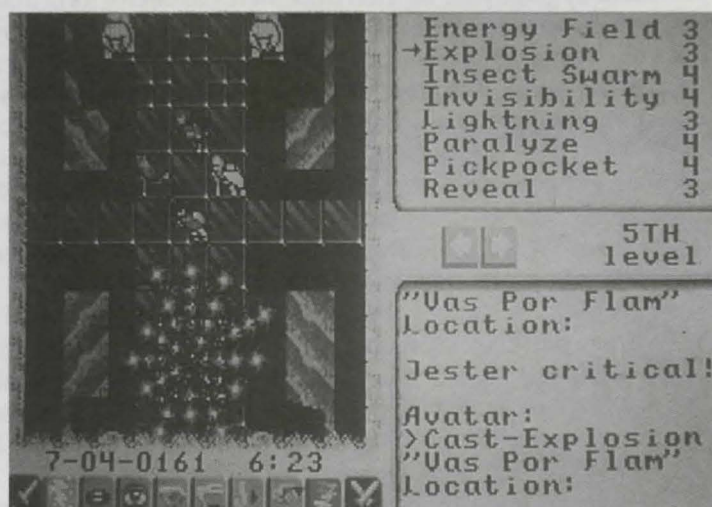 Energy Field 3
→Explosion 3
Insect Swarm 4
Invisibility 4
Lightning 3
Paralyze 4
Pickpocket 4
Reveal 3
5TH
level
"Vas Por Flam"
Location:
Jester critical!
Avatar:
>Cast-Explosion
"Vas Por Flam"
Location:
7-04-0161 6:23